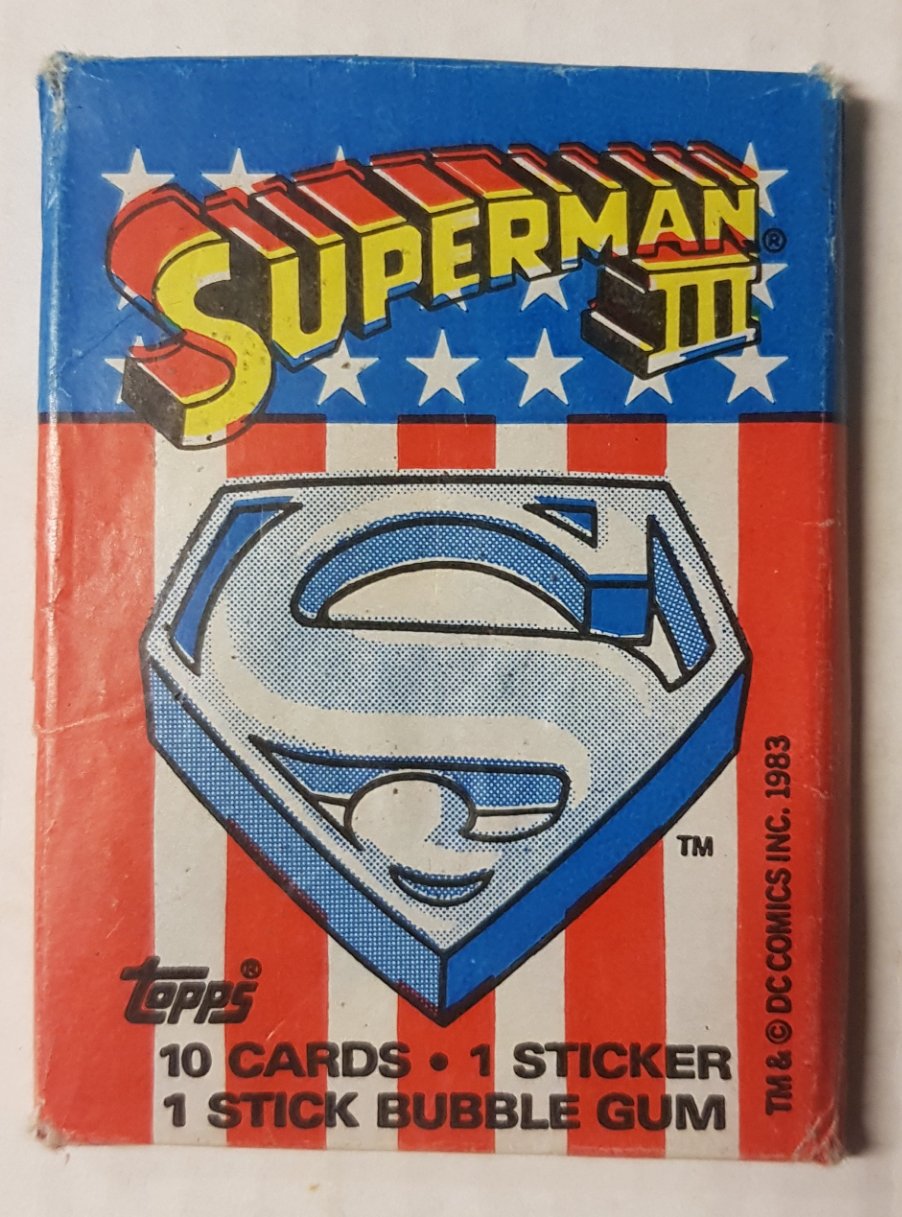 SUPERMAN®
III
TM
TM & © DC COMICS INC. 1983
topps®
10 CARDS • 1 STICKER
1 STICK BUBBLE GUM